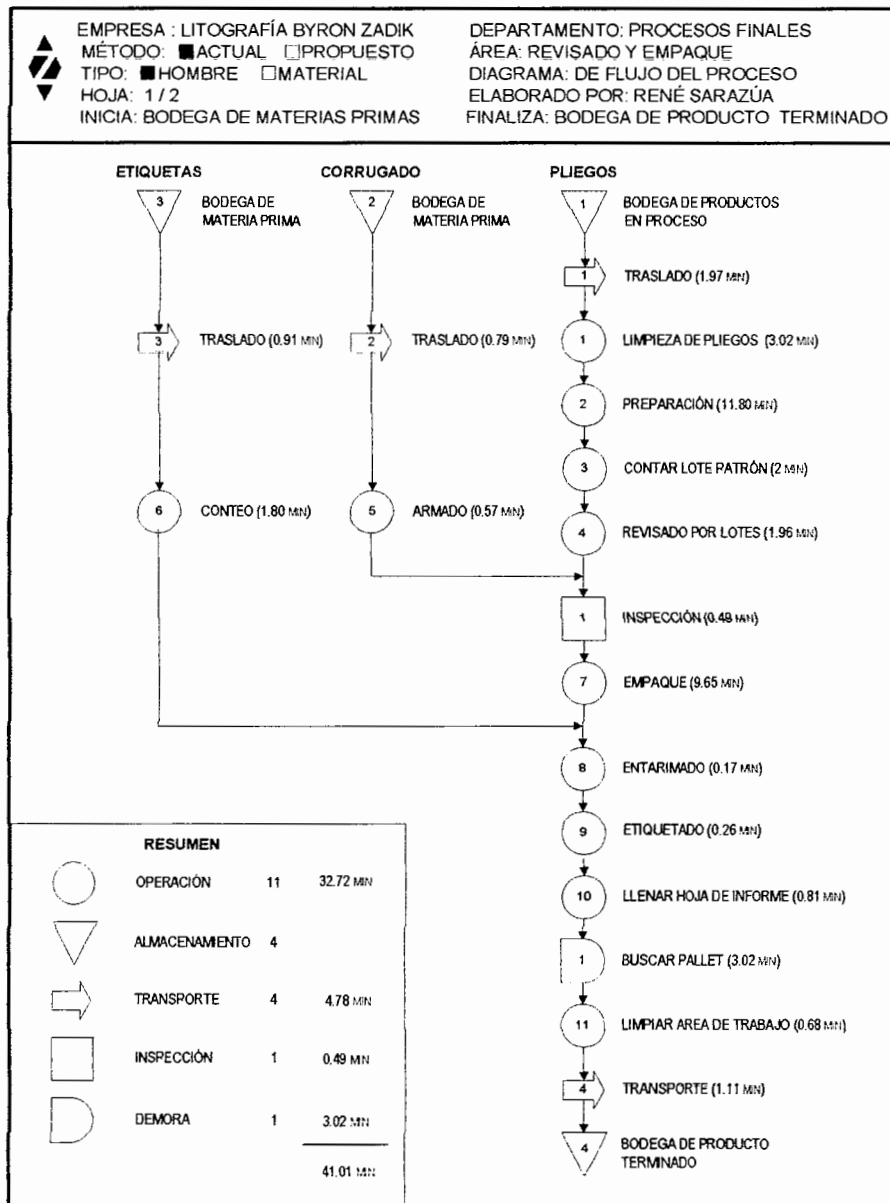 EMPRESA : LITOGRAFÍA BYRON ZADIK
MÉTODO: ■ACTUAL □PROPUESTO
TIPO: ■HOMBRE □MATERIAL
HOJA: 1 / 2
INICIA: BODEGA DE MATERIAS PRIMAS
DEPARTAMENTO: PROCESOS FINALES
ÁREA: REVISADO Y EMPAQUE
DIAGRAMA: DE FLUJO DEL PROCESO
ELABORADO POR: RENÉ SARAZÚA
FINALIZA: BODEGA DE PRODUCTO TERMINADO
ETIQUETAS
3
BODEGA DE
MATERIA PRIMA
3
TRASLADO (0.91 MIN)
6
CONTEO (1.80 MIN)
CORRUGADO
2
BODEGA DE
MATERIA PRIMA
2
TRASLADO (0.79 MIN)
5
ARMADO (0.57 MIN)
PLIEGOS
1
BODEGA DE PRODUCTOS
EN PROCESO
1
TRASLADO (1.97 MIN)
1
LIMPIEZA DE PLIEGOS (3.02 MIN)
2
PREPARACIÓN (11.80 MIN)
3
CONTAR LOTE PATRÓN (2 MIN)
4
REVISADO POR LOTES (1.96 MIN)
1
INSPECCIÓN (0.49 MIN)
7
EMPAQUE (9.65 MIN)
8
ENTARIMADO (0.17 MIN)
9
ETIQUETADO (0.26 MIN)
10
LLENAR HOJA DE INFORME (0.81 MIN)
1
BUSCAR PALLET (3.02 MIN)
11
LIMPIAR AREA DE TRABAJO (0.68 MIN)
4
TRANSPORTE (1.11 MIN)
4
BODEGA DE PRODUCTO
TERMINADO
RESUMEN
OPERACIÓN 11 32.72 MIN
ALMACENAMIENTO 4
TRANSPORTE 4 4.78 MIN
INSPECCIÓN 1 0.49 MIN
DEMORA 1 3.02 MIN
41.01 MIN